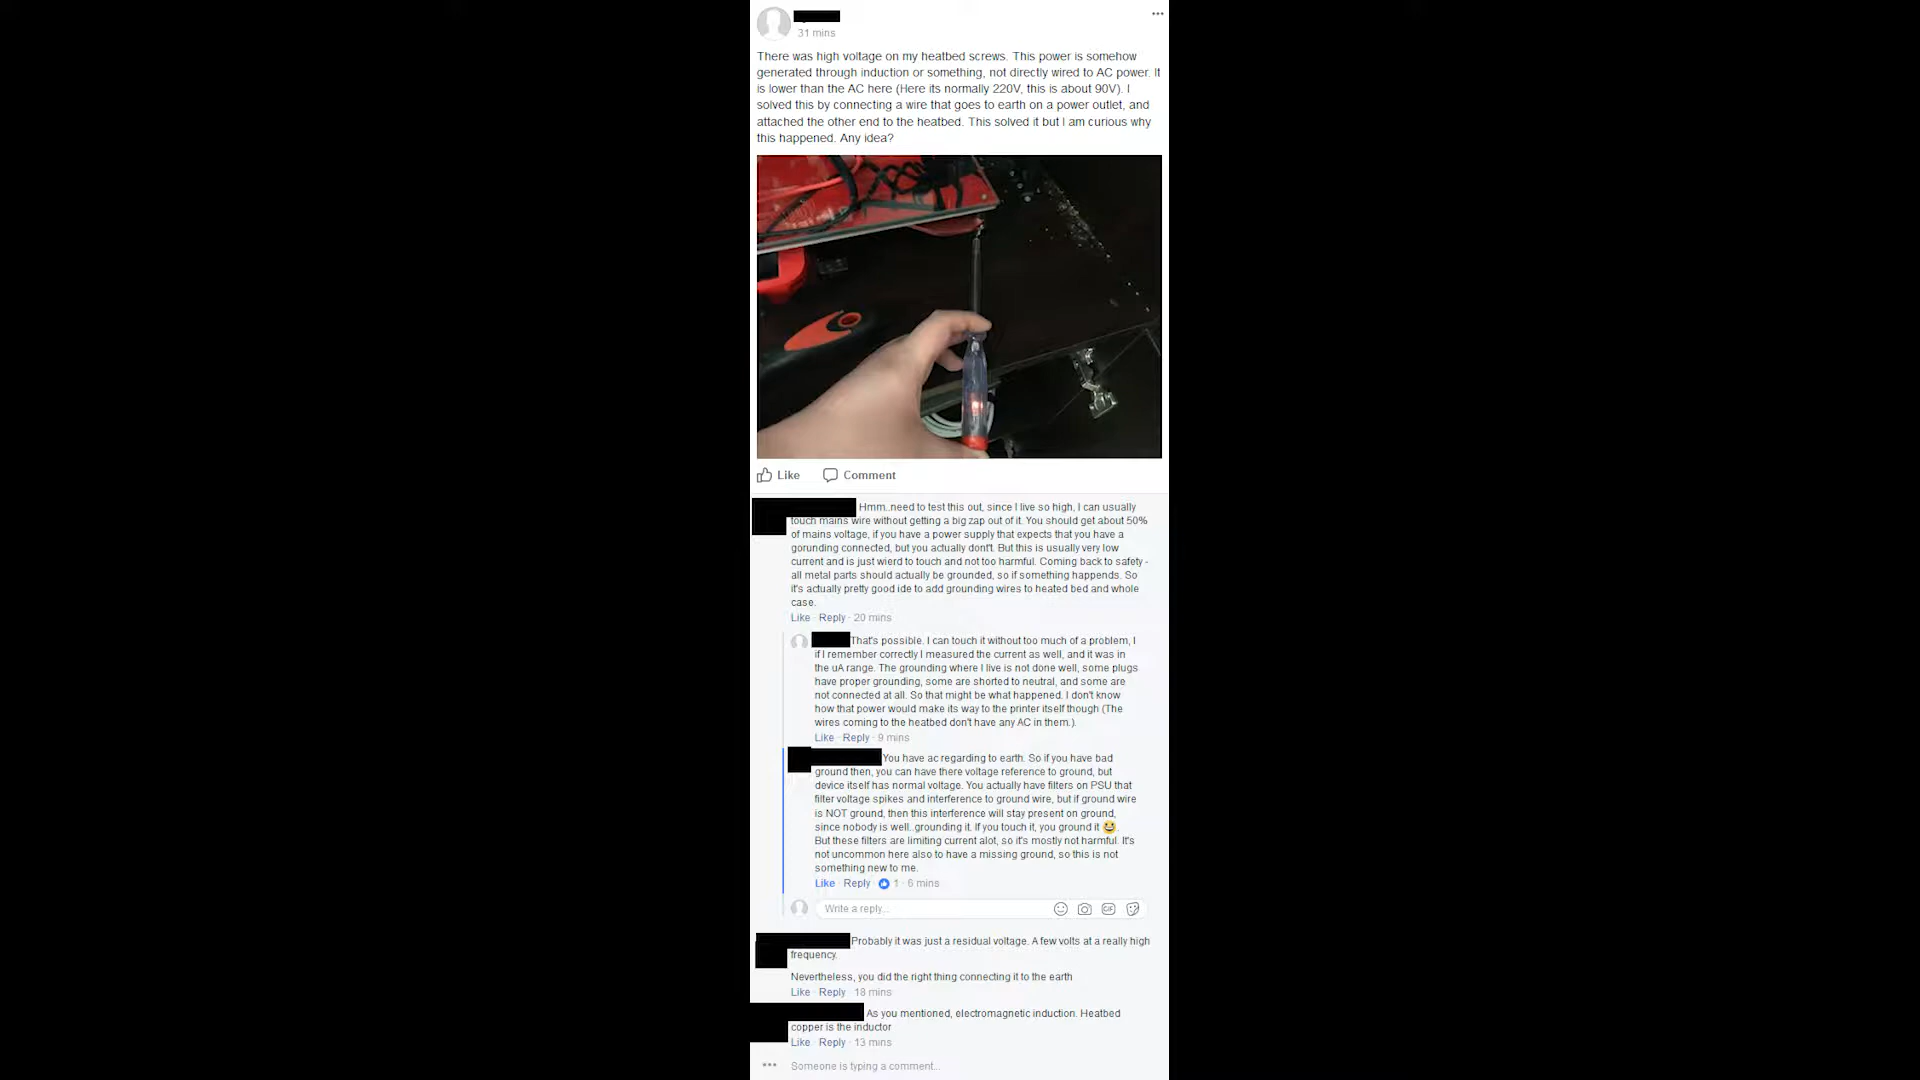 31 mins
There was high voltage on my heatbed screws. This power is somehow
generated through induction or something, not directly wired to AC power. It
is lower than the AC here (Here its normally 220V, this is about 90V). I
solved this by connecting a wire that goes to earth on a power outlet, and
attached the other end to the heatbed. This solved it but I am curious why
this happened. Any idea?
Like Comment
Hmm..need to test this out, since I live so high, I can usually
touch mains wire without getting a big zap out of it. You should get about 50%
of mains voltage, if you have a power supply that expects that you have a
gorunding connected, but you actually dont't. But this is usually very low
current and is just wierd to touch and not too harmful. Coming back to safety -
all metal parts should actually be grounded, so if something happends. So
it's actually pretty good ide to add grounding wires to heated bed and whole
case.
Like · Reply · 20 mins
That's possible. I can touch it without too much of a problem, I
if I remember correctly I measured the current as well, and it was in
the uA range. The grounding where I live is not done well, some plugs
have proper grounding, some are shorted to neutral, and some are
not connected at all. So that might be what happened. I don't know
how that power would make its way to the printer itself though (The
wires coming to the heatbed don't have any AC in them.).
Like · Reply · 9 mins
You have ac regarding to earth. So if you have bad
ground then, you can have there voltage reference to ground, but
device itself has normal voltage. You actually have filters on PSU that
filter voltage spikes and interference to ground wire, but if ground wire
is NOT ground, then this interference will stay present on ground,
since nobody is well..grounding it. If you touch it, you ground it 😀.
But these filters are limiting current alot, so it's mostly not harmful. It's
not uncommon here also to have a missing ground, so this is not
something new to me.
Like · Reply · 1 · 6 mins
Write a reply...
GIF
Probably it was just a residual voltage. A few volts at a really high
frequency.
Nevertheless, you did the right thing connecting it to the earth
Like · Reply · 18 mins
As you mentioned, electromagnetic induction. Heatbed
copper is the inductor
Like · Reply · 13 mins
Someone is typing a comment...